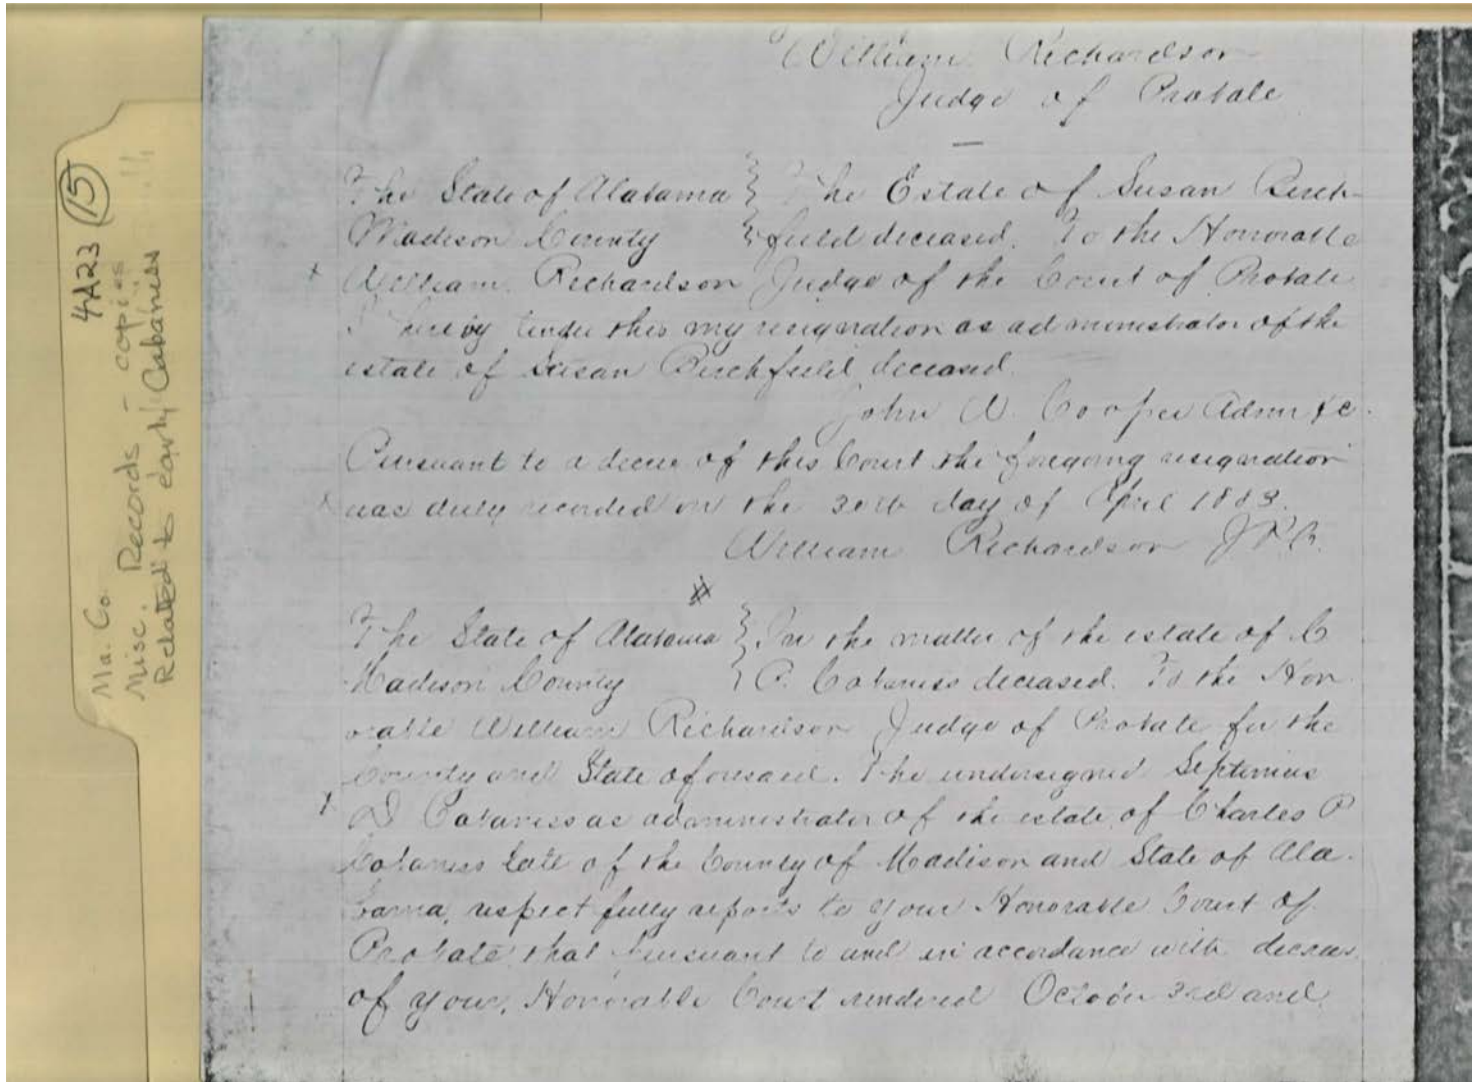 4A23 (15)
Ma. Co.
Misc. Records - copies
Related to early Cabaniss
William Richardson
Judge of Probate
The State of Alabama } The Estate of Susan Birch-
Madison County } field deceased. To the Honorable
x William Richardson Judge of the Court of Probate
I hereby tender this my resignation as administrator of the
estate of Susan Birchfield, deceased.
John N. Cooper Admr &c.
Pursuant to a decree of this Court the foregoing resignation
x was duly recorded on the 30th day of April 1883.
William Richardson J.P.C.
The State of Alabama } In the matter of the estate of C
Madison County } P. Cabaniss deceased. To the Hon
orable William Richardson Judge of Probate for the
County and State aforesaid. The undersigned Septimus
D Cabaniss as administrator of the estate of Charles P
Cabaniss late of the County of Madison and State of Ala-
bama, respectfully reports to your Honorable Court of
Probate, that pursuant to and in accordance with decrees
of your Honorable Court rendered October 3rd and